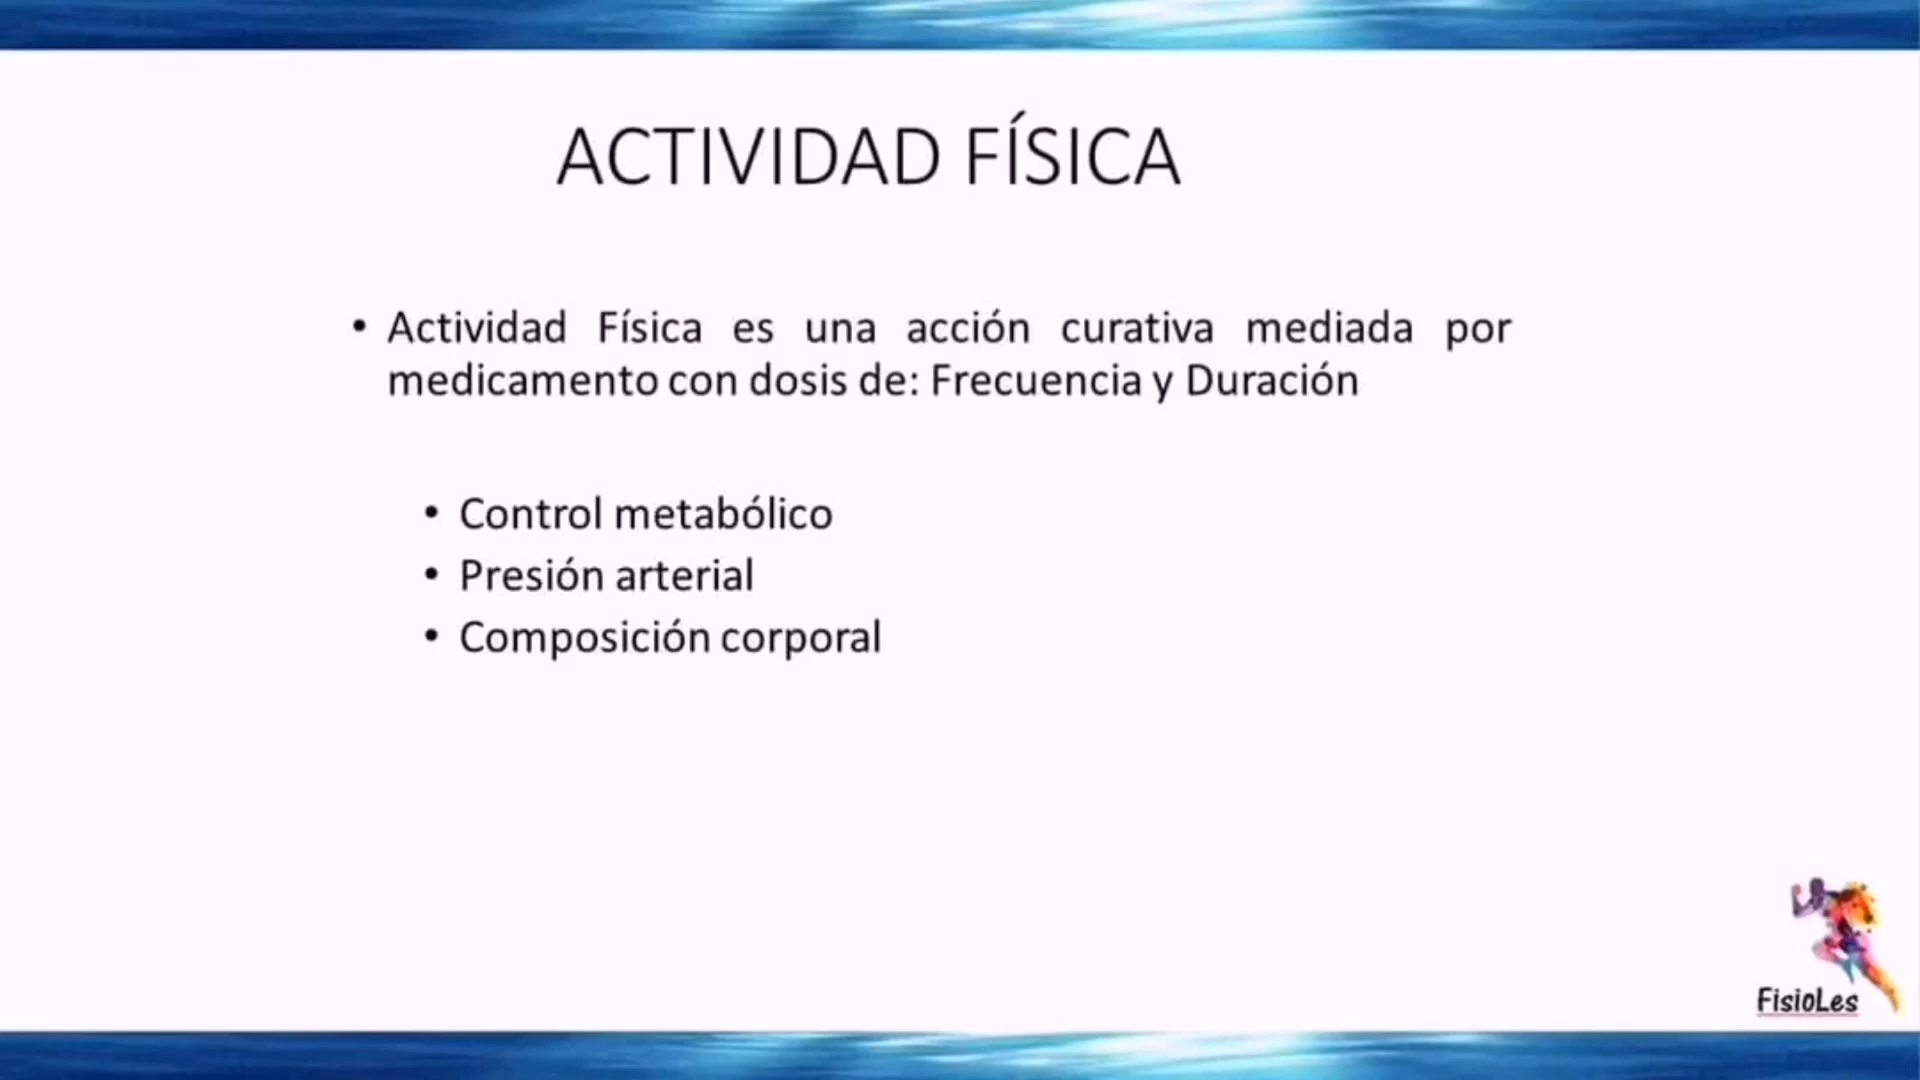 ACTIVIDAD FÍSICA
• Actividad Física es una acción curativa mediada por
medicamento con dosis de: Frecuencia y Duración
• Control metabólico
• Presión arterial
• Composición corporal
FisioLes